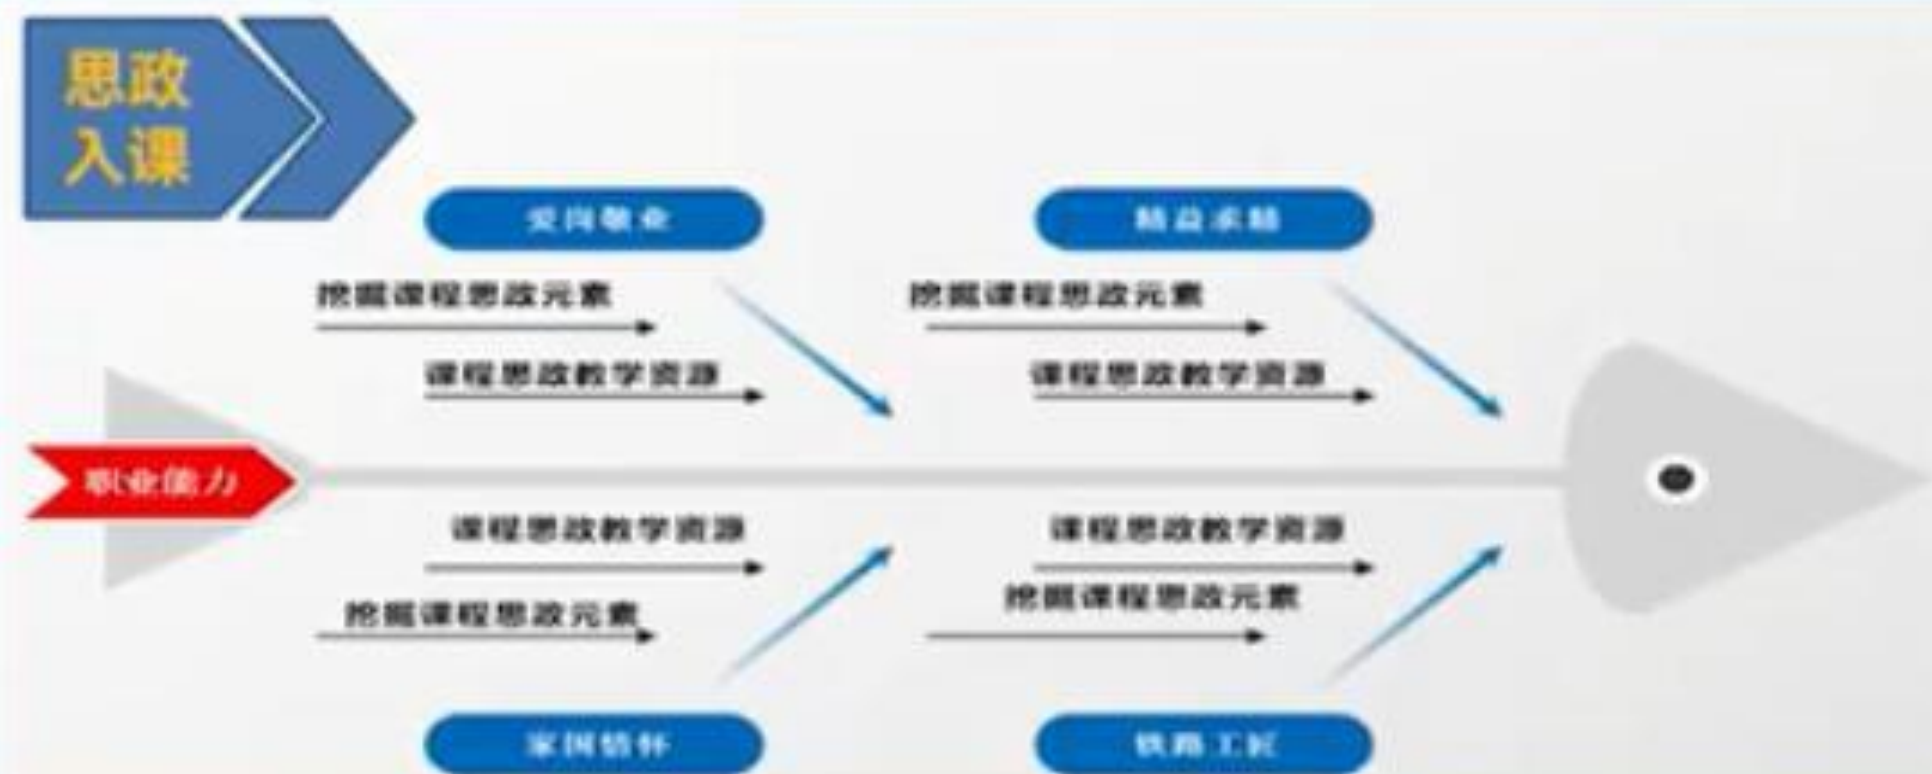 思政
入课
爱岗敬业
精益求精
挖掘课程思政元素
挖掘课程思政元素
课程思政教学资源
课程思政教学资源
职业能力
课程思政教学资源
课程思政教学资源
挖掘课程思政元素
挖掘课程思政元素
家国情怀
铁路工匠